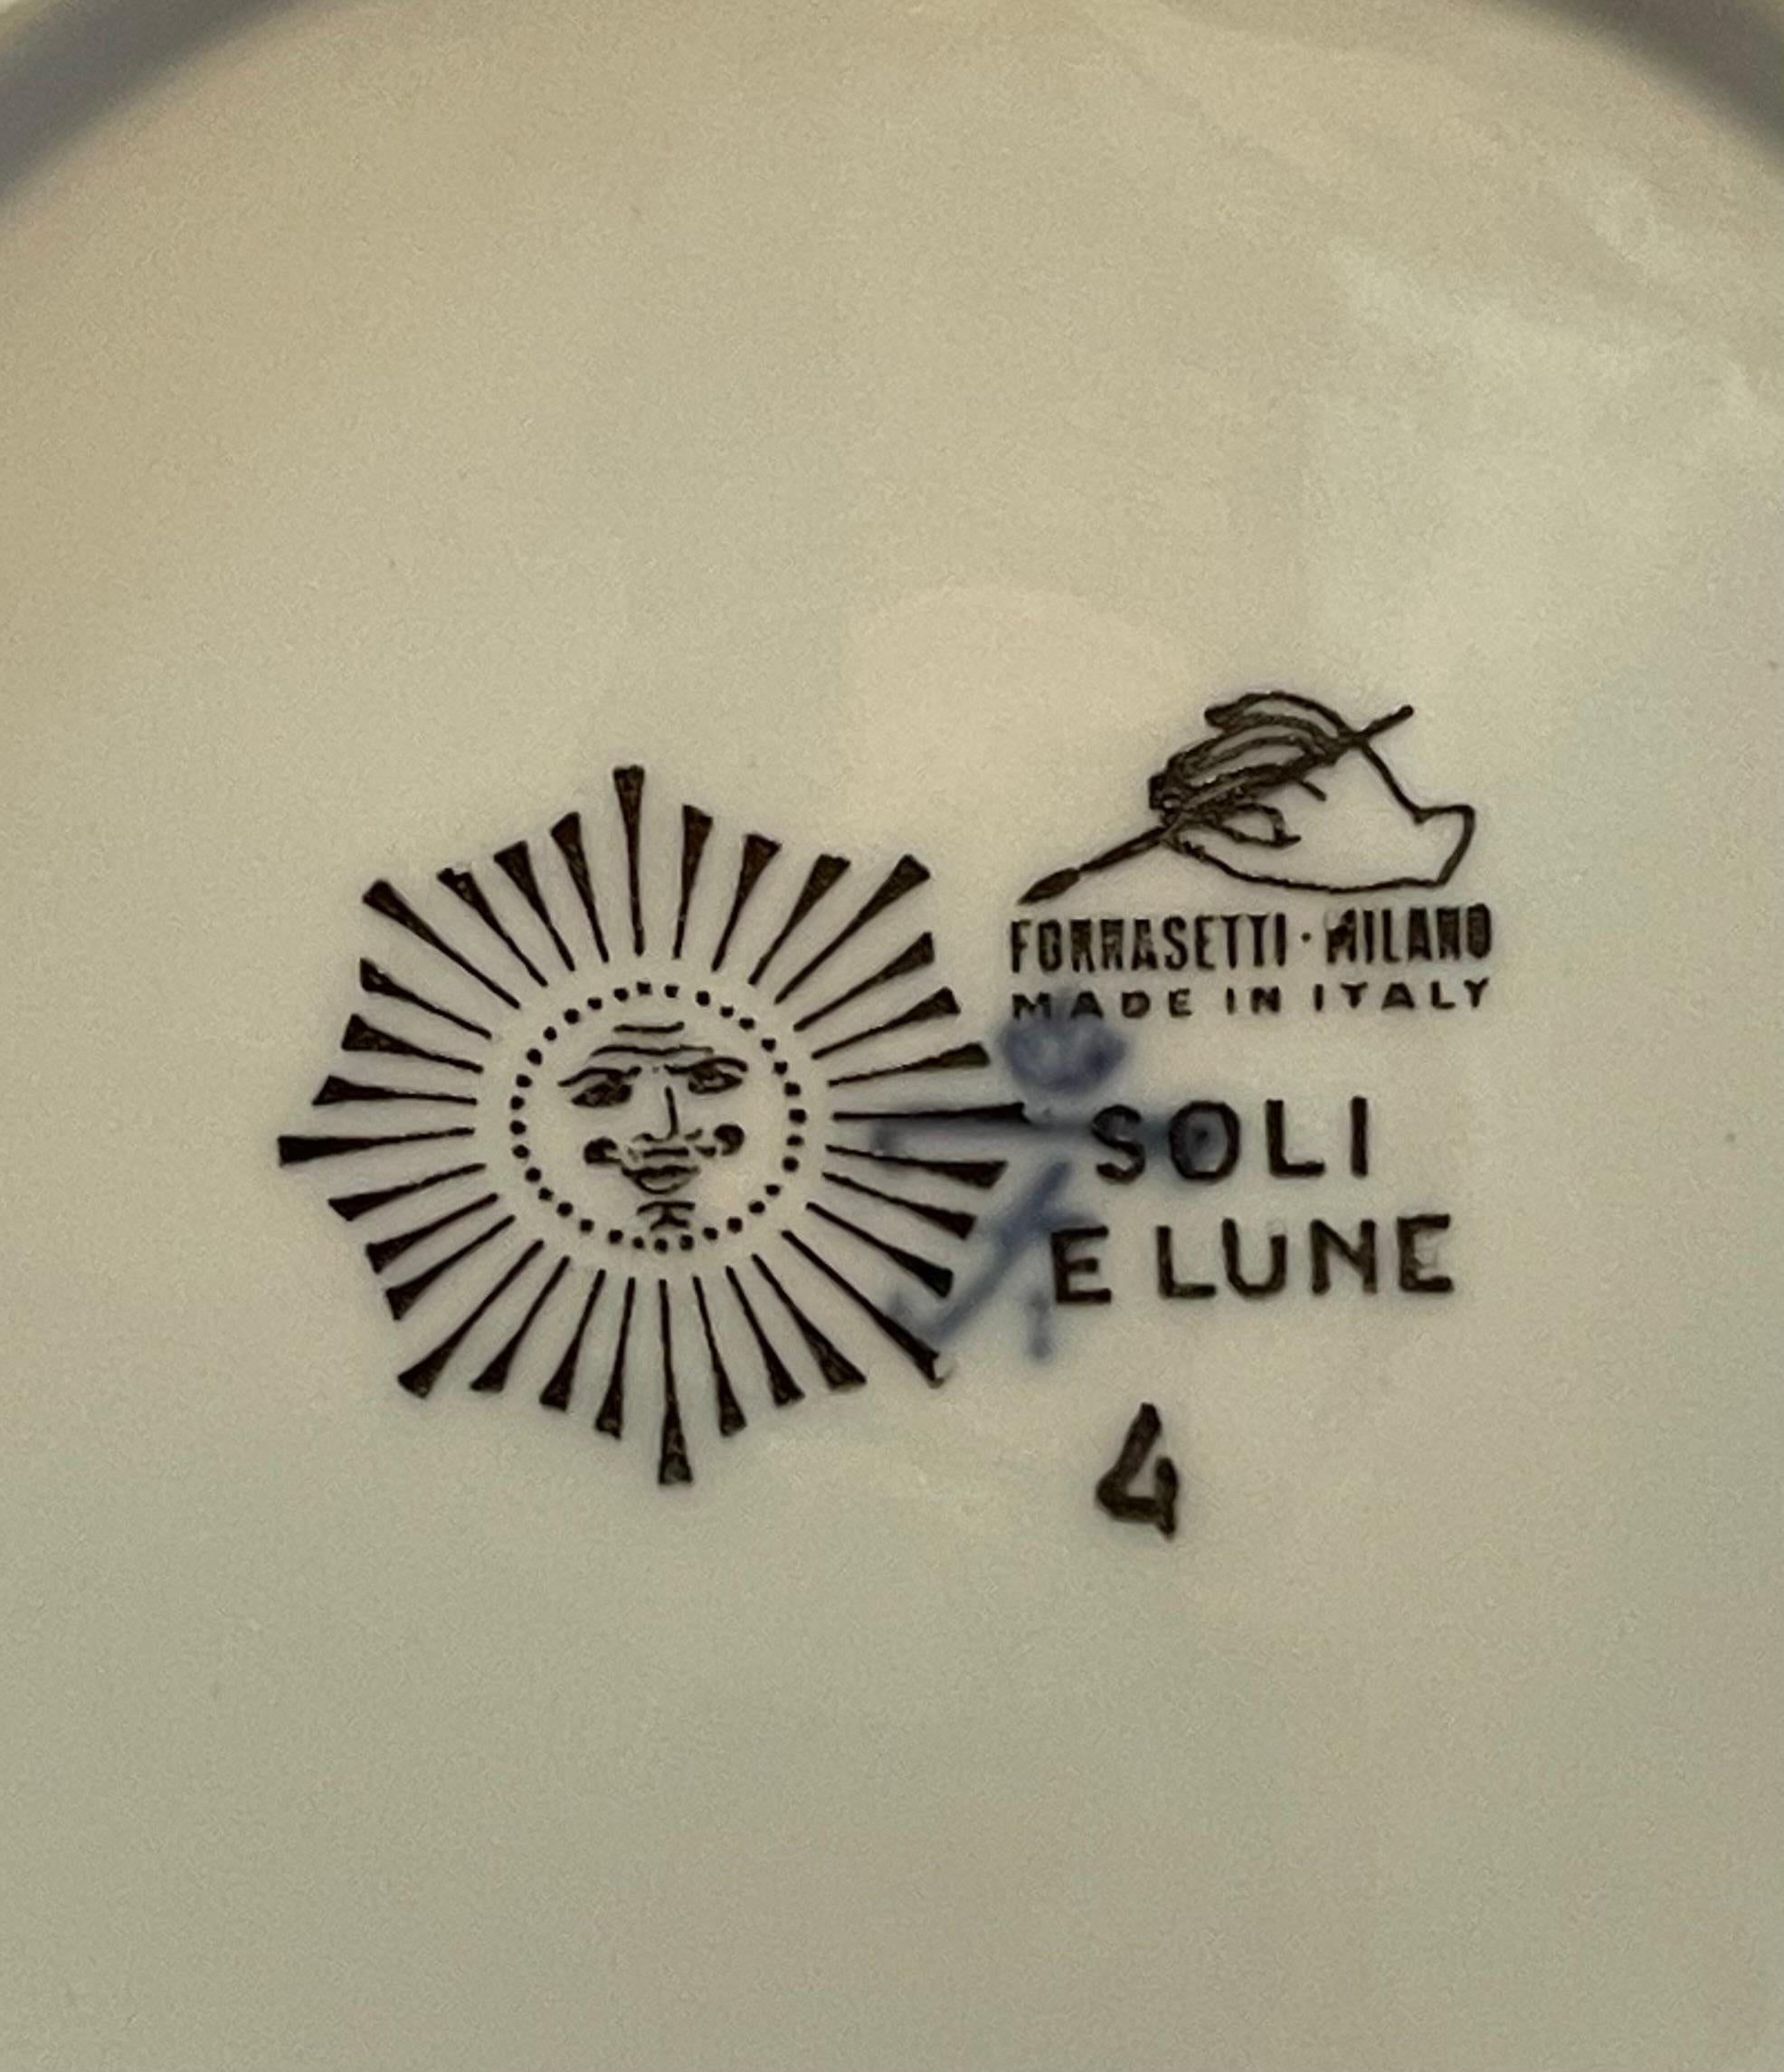 FORNASETTI · MILANO
MADE IN ITALY
SOLI
E LUNE
4